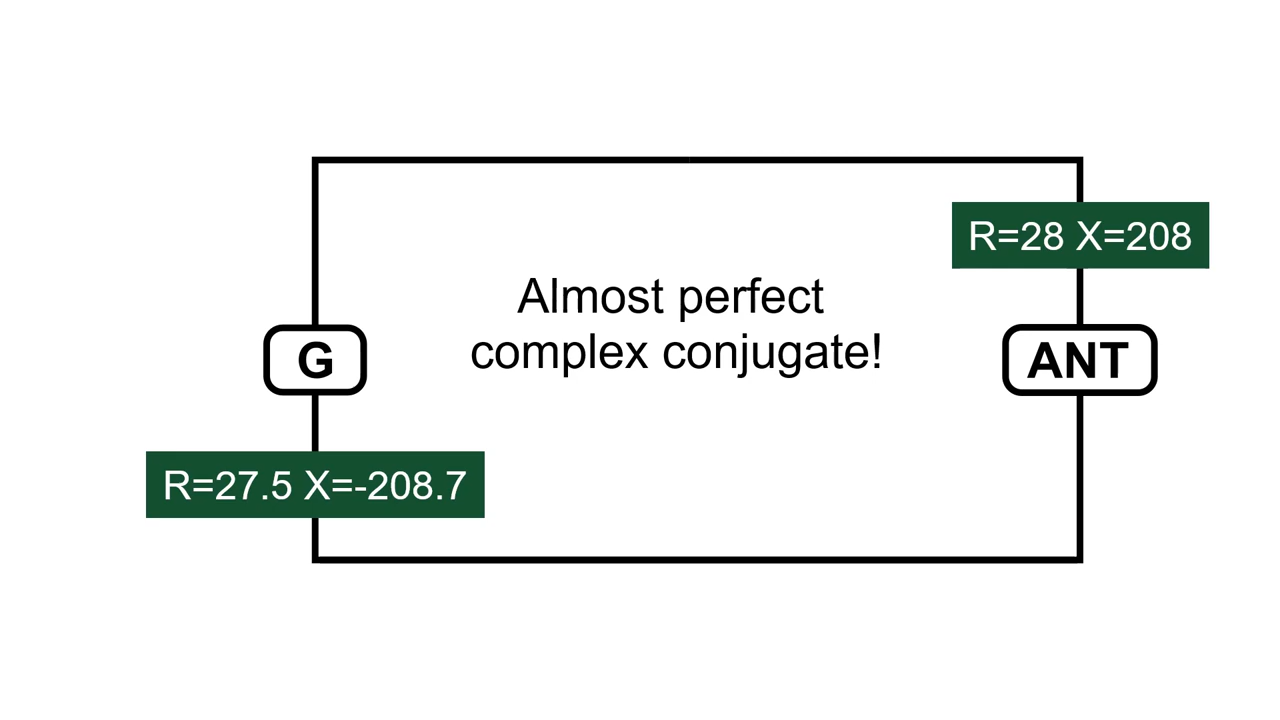 R=28 X=208
Almost perfect
complex conjugate!
G
ANT
R=27.5 X=-208.7